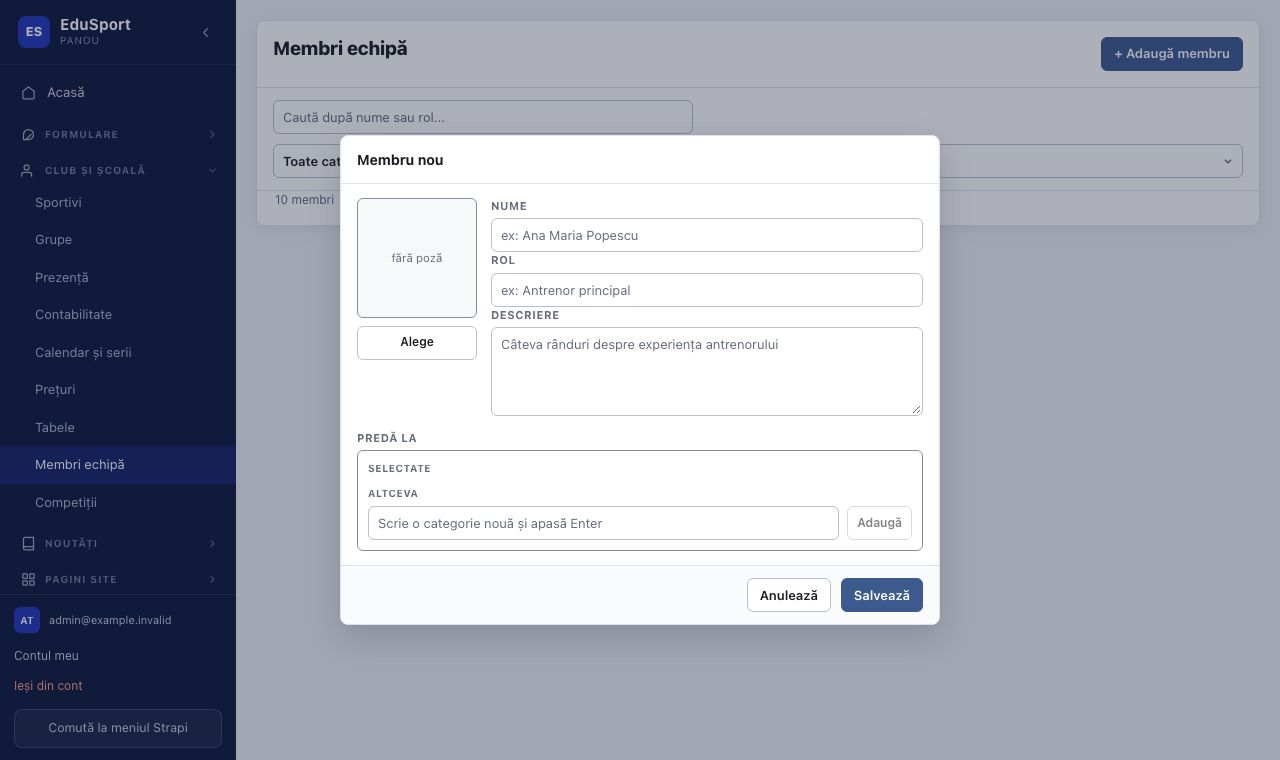 ES
EduSport
PANOU
Acasă
FORMULARE
CLUB ȘI ȘCOALĂ
Sportivi
Grupe
Prezență
Contabilitate
Calendar și serii
Prețuri
Tabele
Membri echipă
Competiții
NOUTĂȚI
PAGINI SITE
AT
admin@example.invalid
Contul meu
Ieși din cont
Comută la meniul Strapi
Membri echipă
+ Adaugă membru
Caută după nume sau rol...
Toate cat
10 membri
Membru nou
fără poză
Alege
NUME
ex: Ana Maria Popescu
ROL
ex: Antrenor principal
DESCRIERE
Câteva rânduri despre experiența antrenorului
PREDĂ LA
SELECTATE
ALTCEVA
Scrie o categorie nouă și apasă Enter
Adaugă
Anulează
Salvează